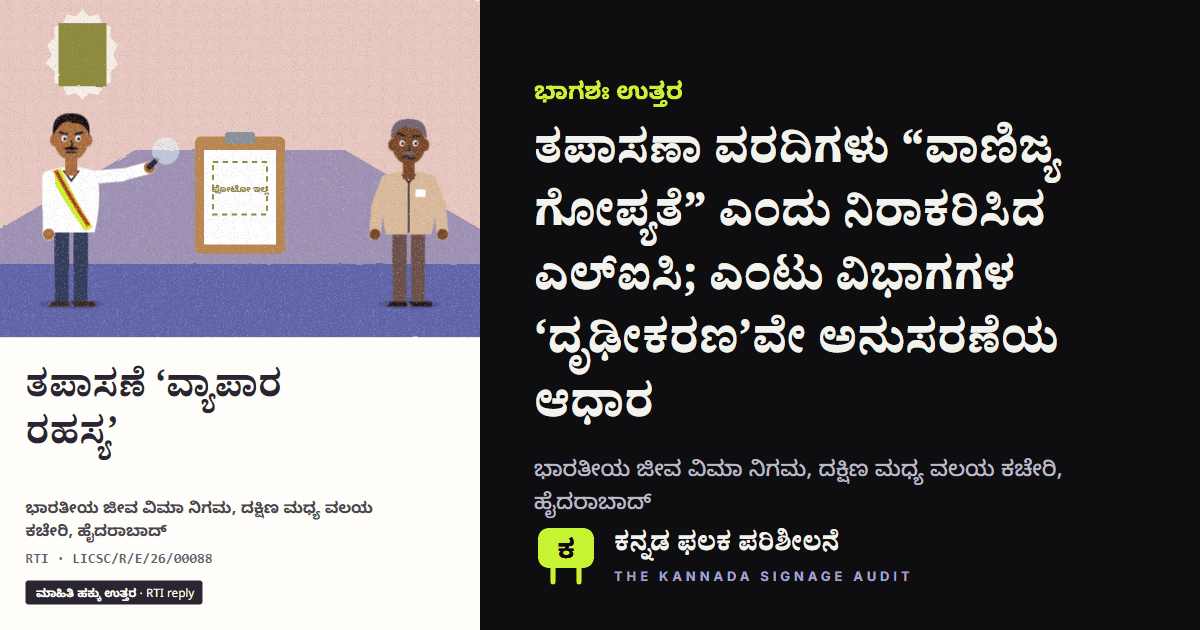 ಫೋಟೋ ಇಲ್ಲ
ತಪಾಸಣೆ ‘ವ್ಯಾಪಾರ
ರಹಸ್ಯ’
ಭಾರತೀಯ ಜೀವ ವಿಮಾ ನಿಗಮ, ದಕ್ಷಿಣ ಮಧ್ಯ ವಲಯ
ಕಚೇರಿ, ಹೈದರಾಬಾದ್
RTI · LICSC/R/E/26/00088
ಮಾಹಿತಿ ಹಕ್ಕು ಉತ್ತರ · RTI reply
ಭಾಗಶಃ ಉತ್ತರ
ತಪಾಸಣಾ ವರದಿಗಳು “ವಾಣಿಜ್ಯ
ಗೋಪ್ಯತೆ” ಎಂದು ನಿರಾಕರಿಸಿದ
ಎಲ್‌ಐಸಿ; ಎಂಟು ವಿಭಾಗಗಳ
‘ದೃಢೀಕರಣ’ವೇ ಅನುಸರಣೆಯ
ಆಧಾರ
ಭಾರತೀಯ ಜೀವ ವಿಮಾ ನಿಗಮ, ದಕ್ಷಿಣ ಮಧ್ಯ ವಲಯ ಕಚೇರಿ,
ಹೈದರಾಬಾದ್
ಕ
ಕನ್ನಡ ಫಲಕ ಪರಿಶೀಲನೆ
THE KANNADA SIGNAGE AUDIT